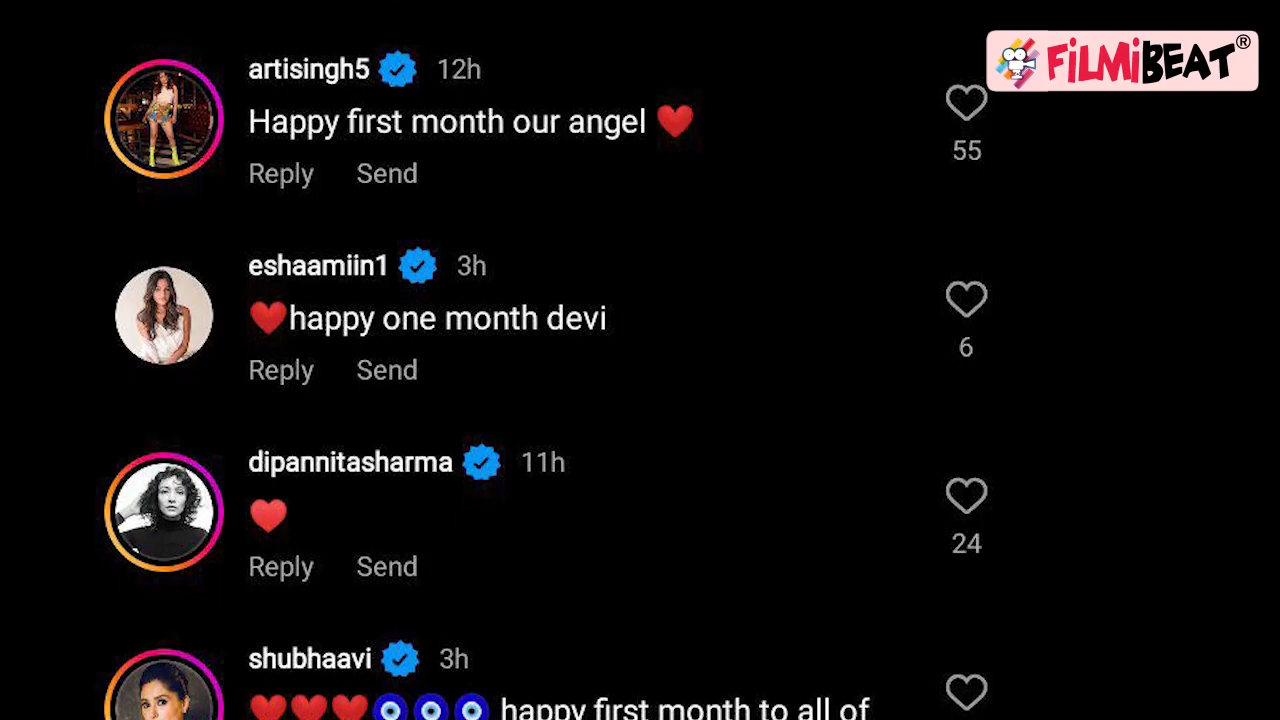 FiLMiBEAT®
artisingh5 12h
Happy first month our angel ❤️
55
Reply Send
eshaamiin1 3h
❤️happy one month devi
6
Reply Send
dipannitasharma 11h
❤️
24
Reply Send
shubhaavi 3h
❤️❤️❤️🧿🧿🧿 happy first month to all of